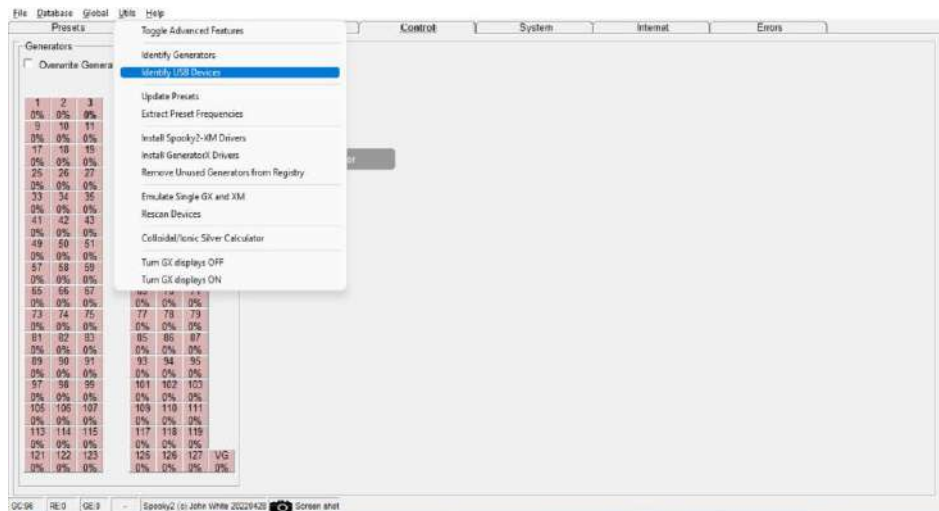 File Database Global Utils Help
Presets Control System Internet Errors
Generators
Overwrite Genera
Toggle Advanced Features
Identify Generators
Identify USB Devices
Update Presets
Extract Preset Frequencies
Install Spooky2-XM Drivers
Install GeneratorX Drivers
Remove Unused Generators from Registry
Emulate Single GX and XM
Rescan Devices
Colloidal/Ionic Silver Calculator
Turn GX displays OFF
Turn GX displays ON
or
1 2 3
0% 0% 0%
9 10 11
0% 0% 0%
17 18 19
0% 0% 0%
25 26 27
0% 0% 0%
33 34 35
0% 0% 0%
41 42 43
0% 0% 0%
49 50 51
0% 0% 0%
57 58 59
0% 0% 0%
65 66 67
0% 0% 0% 0% 0% 0%
73 74 75 77 78 79
0% 0% 0% 0% 0% 0%
81 82 83 85 86 87
0% 0% 0% 0% 0% 0%
89 90 91 93 94 95
0% 0% 0% 0% 0% 0%
97 98 99 101 102 103
0% 0% 0% 0% 0% 0%
105 106 107 109 110 111
0% 0% 0% 0% 0% 0%
113 114 115 117 118 119
0% 0% 0% 0% 0% 0%
121 122 123 125 126 127 VG
0% 0% 0% 0% 0% 0% 0%
GC:96 RE:0 GE:0 - Spooky2 (c) John White 20220428 Screen shot